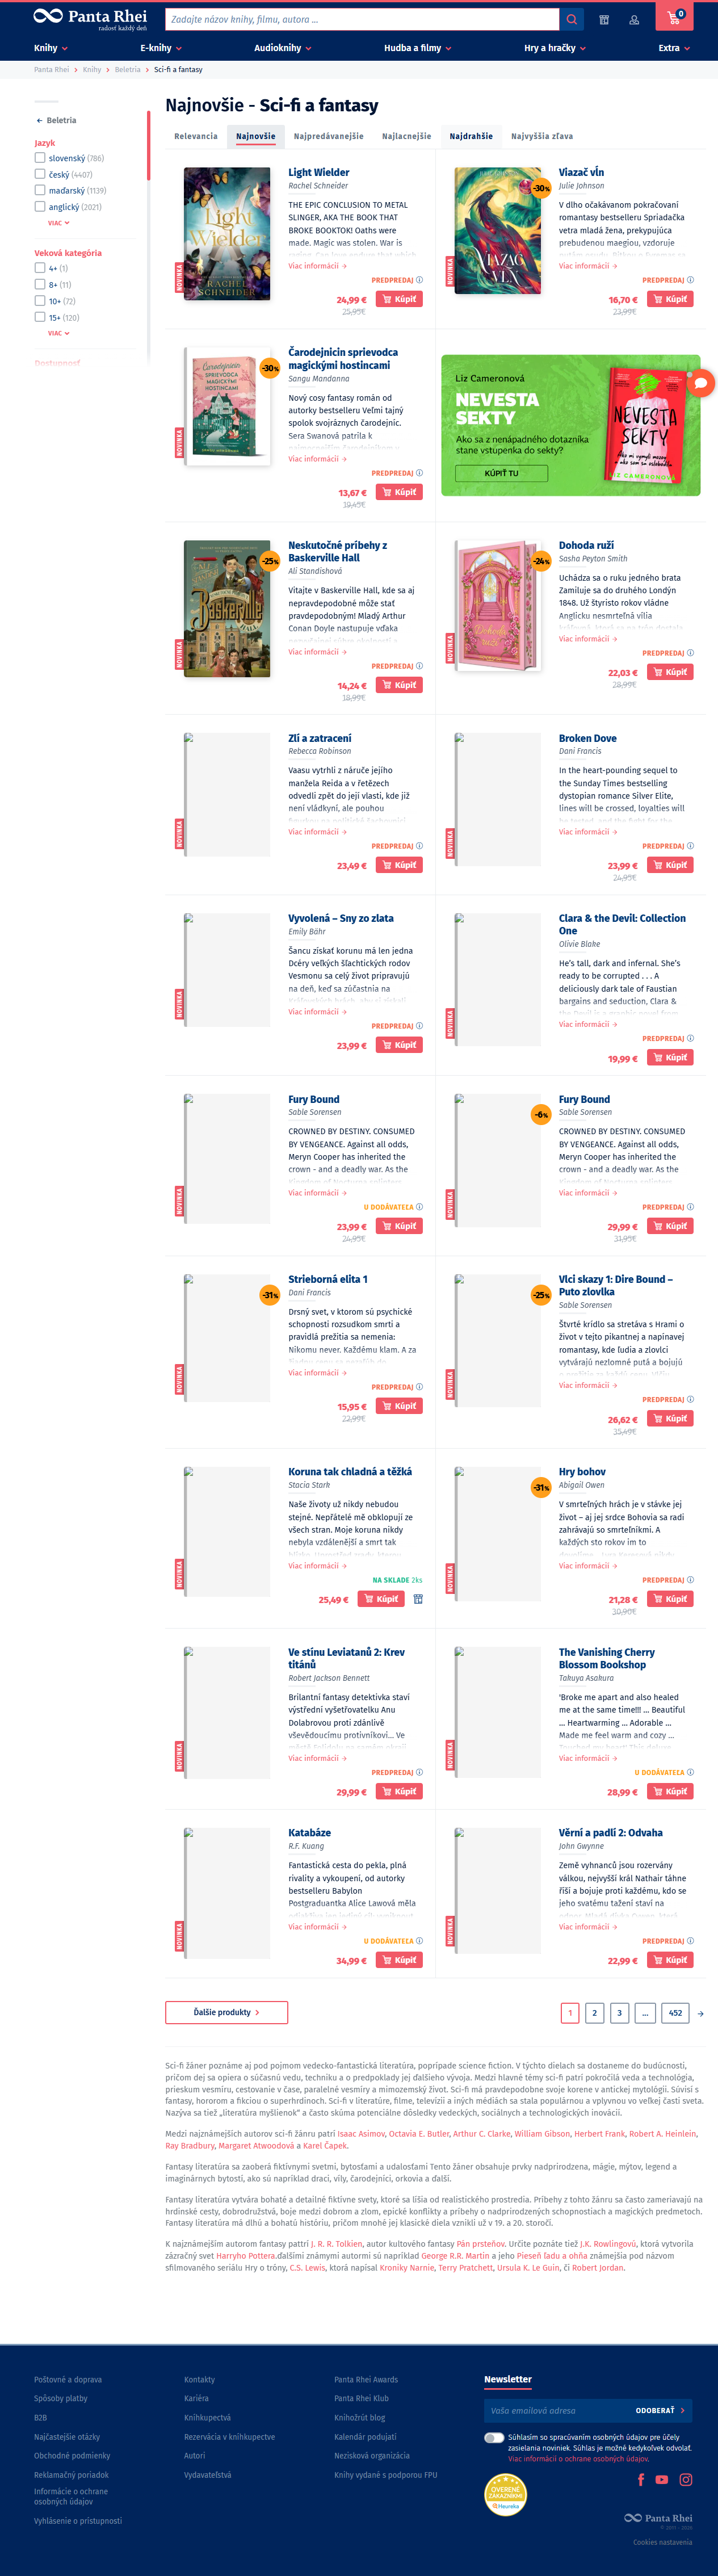 Panta Rhei
radosť každý deň
Zadajte názov knihy, filmu, autora ...
0
Knihy
E-knihy
Audioknihy
Hudba a filmy
Hry a hračky
Extra
Panta Rhei > Knihy > Beletria > Sci-fi a fantasy
Beletria
Jazyk
slovenský (786)
český (4407)
maďarský (1139)
anglický (2021)
VIAC
Veková kategória
4+ (1)
8+ (11)
10+ (72)
15+ (120)
VIAC
Dostupnosť
Najnovšie - Sci-fi a fantasy
Relevancia
Najnovšie
Najpredávanejšie
Najlacnejšie
Najdrahšie
Najvyššia zľava
NOVINKA
Light Wielder
Rachel Schneider
THE EPIC CONCLUSION TO METAL
SLINGER, AKA THE BOOK THAT
BROKE BOOKTOK! Oaths were
made. Magic was stolen. War is
Viac informácií
PREDPREDAJ
24,99 €
25,95€
Kúpiť
NOVINKA
-30%
Viazač vĺn
Julie Johnson
V dlho očakávanom pokračovaní
romantasy bestselleru Spriadačka
vetra mladá žena, prekypujúca
prebudenou maegiou, vzdoruje
Viac informácií
PREDPREDAJ
16,70 €
23,99€
Kúpiť
NOVINKA
-30%
Čarodejnicin sprievodca
magickými hostincami
Sangu Mandanna
Nový cosy fantasy román od
autorky bestselleru Veľmi tajný
spolok svojráznych čarodejníc.
Sera Swanová patrila k
Viac informácií
PREDPREDAJ
13,67 €
19,45€
Kúpiť
Liz Cameronová
NEVESTA
SEKTY
Ako sa z nenápadného dotazníka
stane vstupenka do sekty?
KÚPIŤ TU
NOVINKA
-25%
Neskutočné príbehy z
Baskerville Hall
Ali Standishová
Vitajte v Baskerville Hall, kde sa aj
nepravdepodobné môže stať
pravdepodobným! Mladý Arthur
Conan Doyle nastupuje vďaka
Viac informácií
PREDPREDAJ
14,24 €
18,99€
Kúpiť
NOVINKA
-24%
Dohoda ruží
Sasha Peyton Smith
Uchádza sa o ruku jedného brata
Zamiluje sa do druhého Londýn
1848. Už štyristo rokov vládne
Anglicku nesmrteľná vília
Viac informácií
PREDPREDAJ
22,03 €
28,99€
Kúpiť
NOVINKA
Zlí a zatracení
Rebecca Robinson
Vaasu vytrhli z náruče jejího
manžela Reida a v řetězech
odvedli zpět do její vlasti, kde již
není vládkyní, ale pouhou
Viac informácií
PREDPREDAJ
23,49 €
Kúpiť
NOVINKA
Broken Dove
Dani Francis
In the heart-pounding sequel to
the Sunday Times bestselling
dystopian romance Silver Elite,
lines will be crossed, loyalties will
Viac informácií
PREDPREDAJ
23,99 €
24,95€
Kúpiť
NOVINKA
Vyvolená – Sny zo zlata
Emily Bähr
Šancu získať korunu má len jedna
Dcéry veľkých šľachtických rodov
Vesmonu sa celý život pripravujú
na deň, keď sa zúčastnia na
Viac informácií
PREDPREDAJ
23,99 €
Kúpiť
NOVINKA
Clara & the Devil: Collection
One
Olivie Blake
He's tall, dark and infernal. She's
ready to be corrupted . . . A
deliciously dark tale of Faustian
bargains and seduction, Clara &
Viac informácií
PREDPREDAJ
19,99 €
Kúpiť
NOVINKA
Fury Bound
Sable Sorensen
CROWNED BY DESTINY. CONSUMED
BY VENGEANCE. Against all odds,
Meryn Cooper has inherited the
crown - and a deadly war. As the
Viac informácií
U DODÁVATEĽA
23,99 €
24,95€
Kúpiť
NOVINKA
-6%
Fury Bound
Sable Sorensen
CROWNED BY DESTINY. CONSUMED
BY VENGEANCE. Against all odds,
Meryn Cooper has inherited the
crown - and a deadly war. As the
Viac informácií
PREDPREDAJ
29,99 €
31,95€
Kúpiť
NOVINKA
-31%
Strieborná elita 1
Dani Francis
Drsný svet, v ktorom sú psychické
schopnosti rozsudkom smrti a
pravidlá prežitia sa nemenia:
Nikomu never. Každému klam. A za
Viac informácií
PREDPREDAJ
15,95 €
22,99€
Kúpiť
NOVINKA
-25%
Vlci skazy 1: Dire Bound –
Puto zlovlka
Sable Sorensen
Štvrté krídlo sa stretáva s Hrami o
život v tejto pikantnej a napínavej
romantasy, kde ľudia a zlovlci
vytvárajú nezlomné putá a bojujú
Viac informácií
PREDPREDAJ
26,62 €
35,49€
Kúpiť
NOVINKA
Koruna tak chladná a těžká
Stacia Stark
Naše životy už nikdy nebudou
stejné. Nepřátelé mě obklopují ze
všech stran. Moje koruna nikdy
nebyla vzdálenější a smrt tak
Viac informácií
NA SKLADE 2ks
25,49 €
Kúpiť
NOVINKA
-31%
Hry bohov
Abigail Owen
V smrteľných hrách je v stávke jej
život – aj jej srdce Bohovia sa radi
zahrávajú so smrteľníkmi. A
každých sto rokov im to
Viac informácií
PREDPREDAJ
21,28 €
30,90€
Kúpiť
NOVINKA
Ve stínu Leviatanů 2: Krev
titánů
Robert Jackson Bennett
Brilantní fantasy detektivka staví
výstřední vyšetřovatelku Anu
Dolabrovou proti zdánlivě
vševědoucímu protivníkovi... Ve
Viac informácií
PREDPREDAJ
29,99 €
Kúpiť
NOVINKA
The Vanishing Cherry
Blossom Bookshop
Takuya Asakura
'Broke me apart and also healed
me at the same time!!! ... Beautiful
... Heartwarming ... Adorable ...
Made me feel warm and cozy ...
Viac informácií
U DODÁVATEĽA
28,99 €
Kúpiť
NOVINKA
Katabáze
R.F. Kuang
Fantastická cesta do pekla, plná
rivality a vykoupení, od autorky
bestselleru Babylon
Postgraduantka Alice Lawová měla
Viac informácií
U DODÁVATEĽA
34,99 €
Kúpiť
NOVINKA
Věrní a padlí 2: Odvaha
John Gwynne
Země vyhnanců jsou rozervány
válkou, nejvyšší král Nathair táhne
říší a bojuje proti každému, kdo se
jeho svatému tažení staví na
Viac informácií
PREDPREDAJ
22,99 €
Kúpiť
Ďalšie produkty
1 2 3 ... 452
Sci-fi žáner poznáme aj pod pojmom vedecko-fantastická literatúra, popripade science fiction. V týchto dielach sa dostaneme do budúcnosti,
pričom dej sa opiera o súčasnú vedu, techniku a o predpoklady jej ďalšieho vývoja. Medzi hlavné témy sci-fi patrí pokročilá veda a technológia,
prieskum vesmíru, cestovanie v čase, paralelné vesmíry a mimozemský život. Sci-fi má pravdepodobne svoje korene v antickej mytológii. Súvisí s
fantasy, hororom a fikciou o superhrdinoch. Sci-fi v literatúre, filme, televízii a iných médiách sa stala populárna a vplyvnou vo veľkej časti sveta.
Nazýva sa tiež „literatúra myšlienok“ a často skúma potenciálne dôsledky vedeckých, sociálnych a technologických inovácií.
Medzi najznámejších autorov sci-fi žánru patrí Isaac Asimov, Octavia E. Butler, Arthur C. Clarke, William Gibson, Herbert Frank, Robert A. Heinlein,
Ray Bradbury, Margaret Atwoodová a Karel Čapek.
Fantasy literatúra sa zaoberá fiktívnymi svetmi, bytosťami a udalosťami Tento žáner obsahuje prvky nadprirodzena, mágie, mýtov, legend a
imaginárnych bytostí, ako sú napríklad draci, víly, čarodejníci, orkovia a ďalší.
Fantasy literatúra vytvára bohaté a detailné fiktívne svety, ktoré sa líšia od realistického prostredia. Príbehy z tohto žánru sa často zameriavajú na
hrdinské cesty, dobrodružstvá, boje medzi dobrom a zlom, epické konflikty a príbehy o nadprirodzených schopnostiach a magických predmetoch.
Fantasy literatúra má dlhú a bohatú históriu, pričom mnohé jej klasické diela vznikli už v 19. a 20. storočí.
K najznámejším autorom fantasy patrí J. R. R. Tolkien, autor kultového fantasy Pán prsteňov. Určite poznáte tiež J.K. Rowlingovú, ktorá vytvorila
zázračný svet Harryho Pottera.ďalšími známymi autormi sú napríklad George R.R. Martin a jeho Pieseň ľadu a ohňa známejšia pod názvom
sfilmovaného seriálu Hry o tróny, C.S. Lewis, ktorá napísal Kroniky Narnie, Terry Pratchett, Ursula K. Le Guin, či Robert Jordan.
Poštovné a doprava
Spôsoby platby
B2B
Najčastejšie otázky
Obchodné podmienky
Reklamačný poriadok
Informácie o ochrane
osobných údajov
Vyhlásenie o prístupnosti
Kontakty
Kariéra
Kníhkupectvá
Rezervácia v kníhkupectve
Autori
Vydavateľstvá
Panta Rhei Awards
Panta Rhei Klub
Knihožrút blog
Kalendár podujatí
Nezisková organizácia
Knihy vydané s podporou FPU
Newsletter
Vaša emailová adresa
ODOBERAŤ
Súhlasím so spracúvaním osobných údajov pre účely
zasielania noviniek. Súhlas je možné kedykoľvek odvolať.
Viac informácií o ochrane osobných údajov.
OVERENÉ ZÁKAZNÍKMI
Heureka
Panta Rhei
Cookies nastavenia